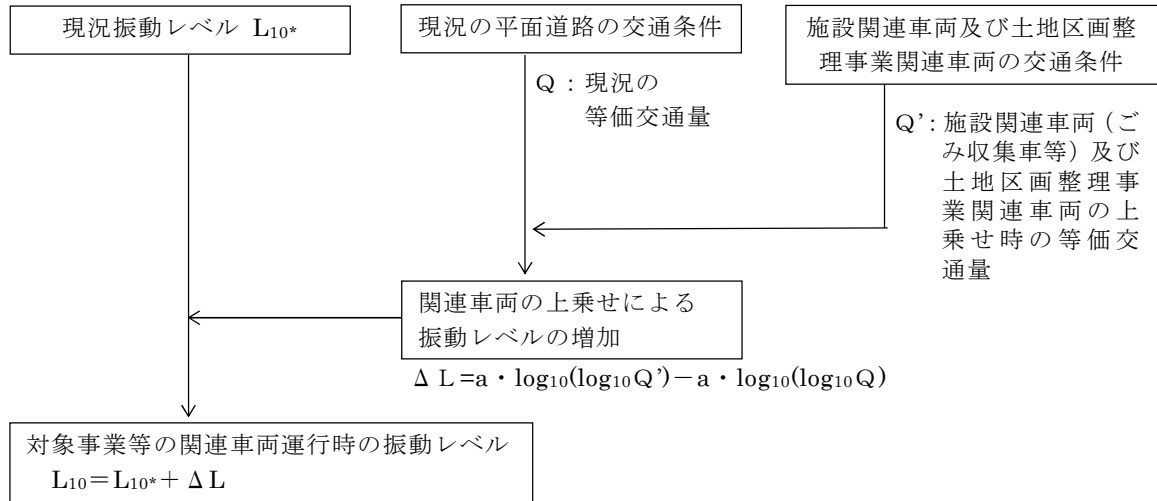 現況振動レベル L10*
現況の平面道路の交通条件
施設関連車両及び土地区画整
理事業関連車両の交通条件
Q：現況の
等価交通量
Q’：施設関連車両（ご
み収集車等）及び
土地区画整理事
業関連車両の上
乗せ時の等価交
通量
関連車両の上乗せによる
振動レベルの増加
ΔL=a・log10(log10Q’)−a・log10(log10Q)
対象事業等の関連車両運行時の振動レベル
L10＝L10*＋ΔL